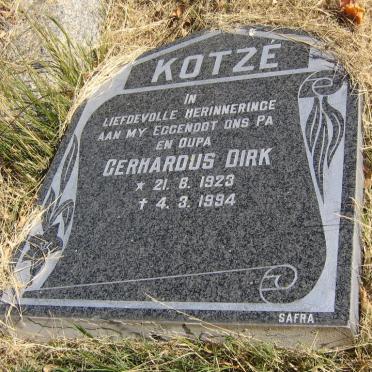 KOTZE
IN
LIEFDEVOLLE HERINNERINGE
AAN MY EGGENOOT ONS PA
EN OUPA
GERHARDUS DIRK
* 21. 8. 1923
✝ 4. 3. 1994
SAFRA